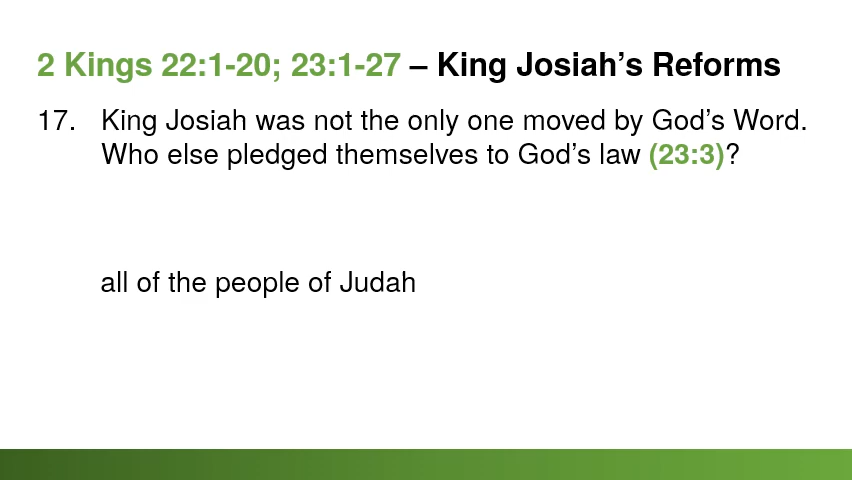 2 Kings 22:1-20; 23:1-27 – King Josiah’s Reforms
17. King Josiah was not the only one moved by God’s Word.
Who else pledged themselves to God’s law (23:3)?
all of the people of Judah